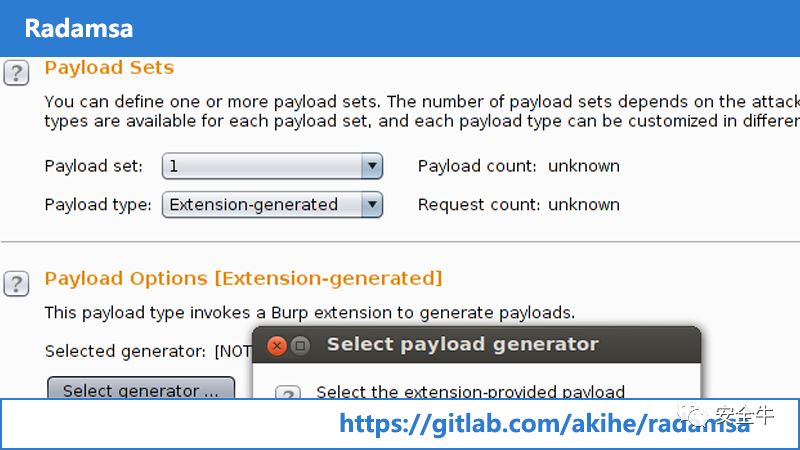 Radamsa
Payload Sets
You can define one or more payload sets. The number of payload sets depends on the attack
types are available for each payload set, and each payload type can be customized in differen
Payload set: 1 Payload count: unknown
Payload type: Extension-generated Request count: unknown
Payload Options [Extension-generated]
This payload type invokes a Burp extension to generate payloads.
Selected generator: [NOT
Select payload generator
Select generator ...
Select the extension-provided payload
https://gitlab.com/akihe/radamsa
安全牛